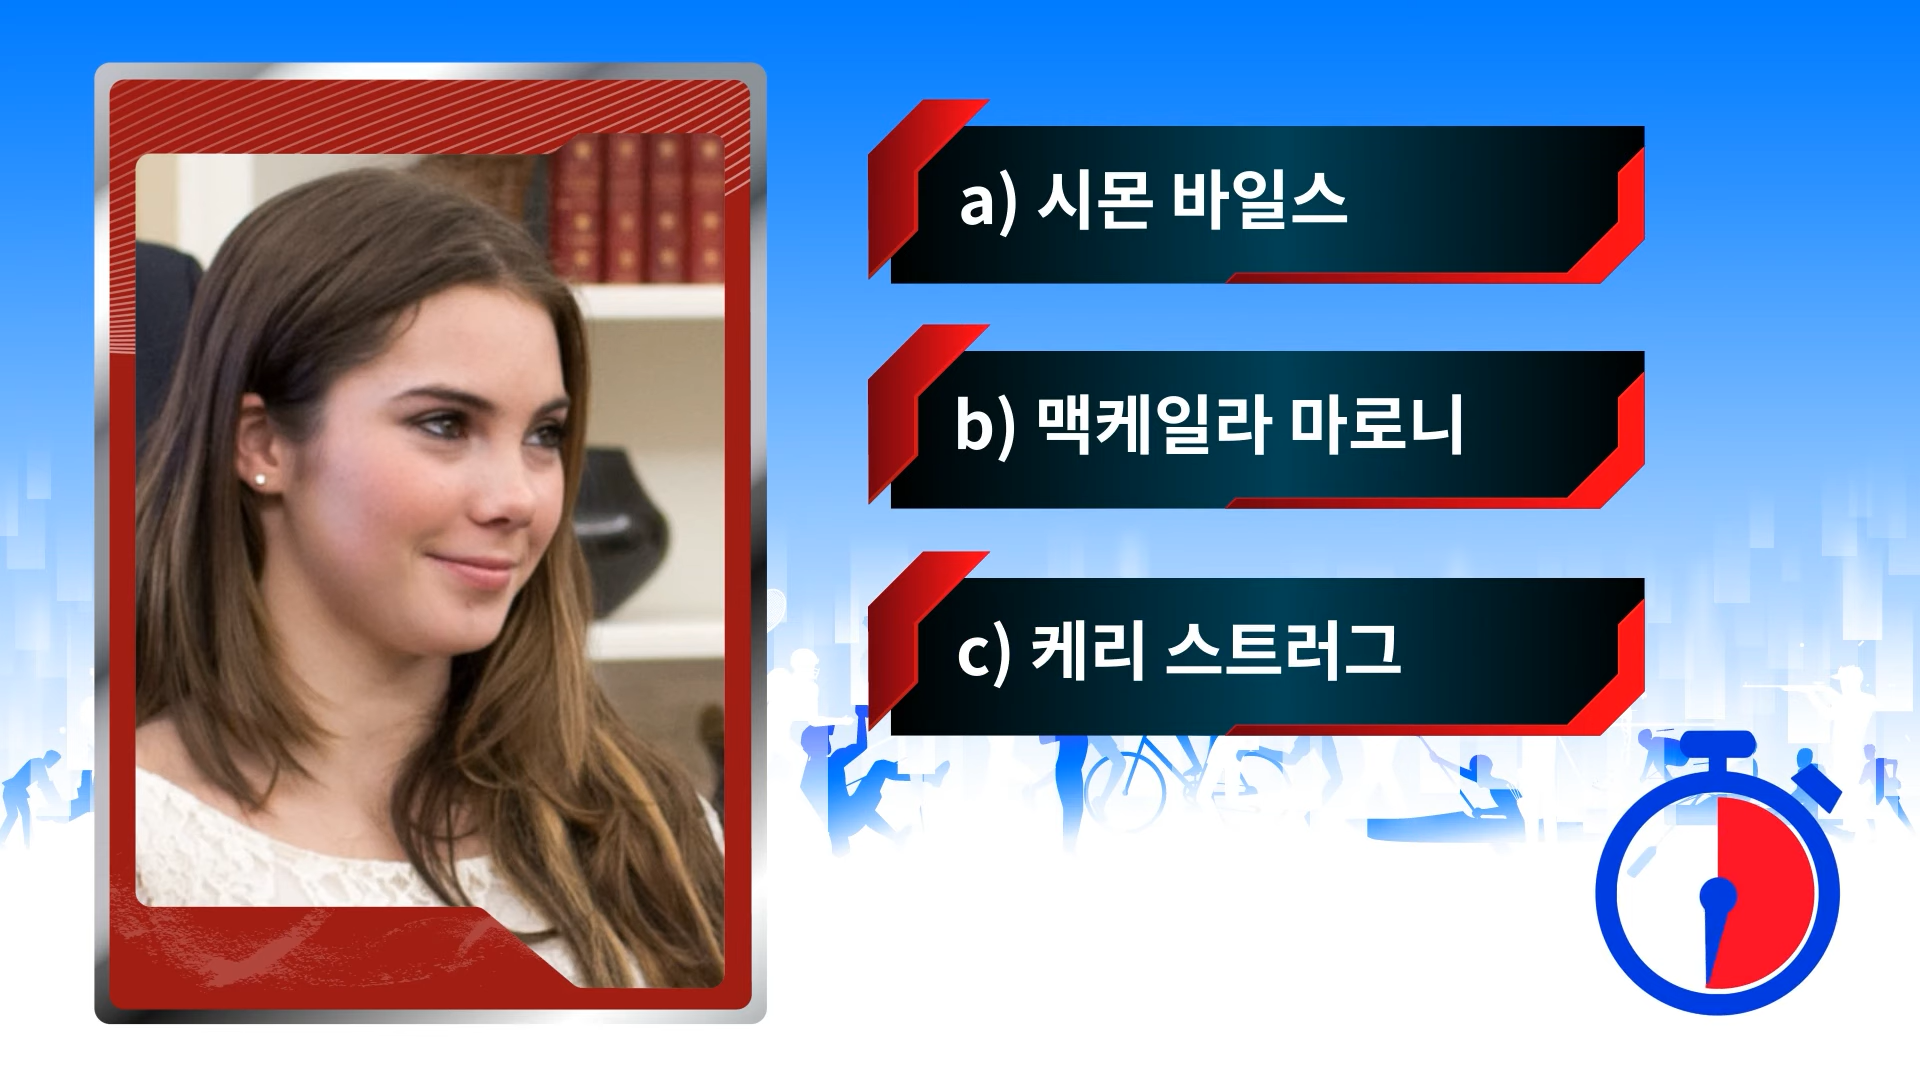 a) 시몬 바일스
b) 맥케일라 마로니
c) 케리 스트러그